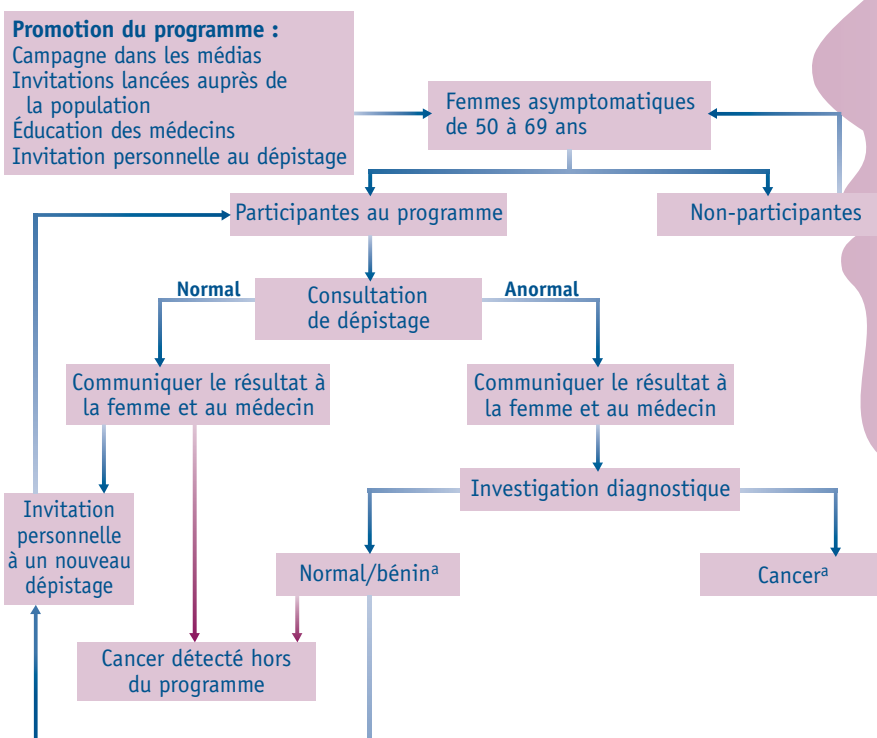 Promotion du programme :
Campagne dans les médias
Invitations lancées auprès de
la population
Éducation des médecins
Invitation personnelle au dépistage
Femmes asymptomatiques
de 50 à 69 ans
Participantes au programme
Non-participantes
Normal
Consultation
de dépistage
Anormal
Communiquer le résultat à
la femme et au médecin
Communiquer le résultat à
la femme et au médecin
Investigation diagnostique
Invitation
personnelle
à un nouveau
dépistage
Normal/béninᵃ
Cancerᵃ
Cancer détecté hors
du programme